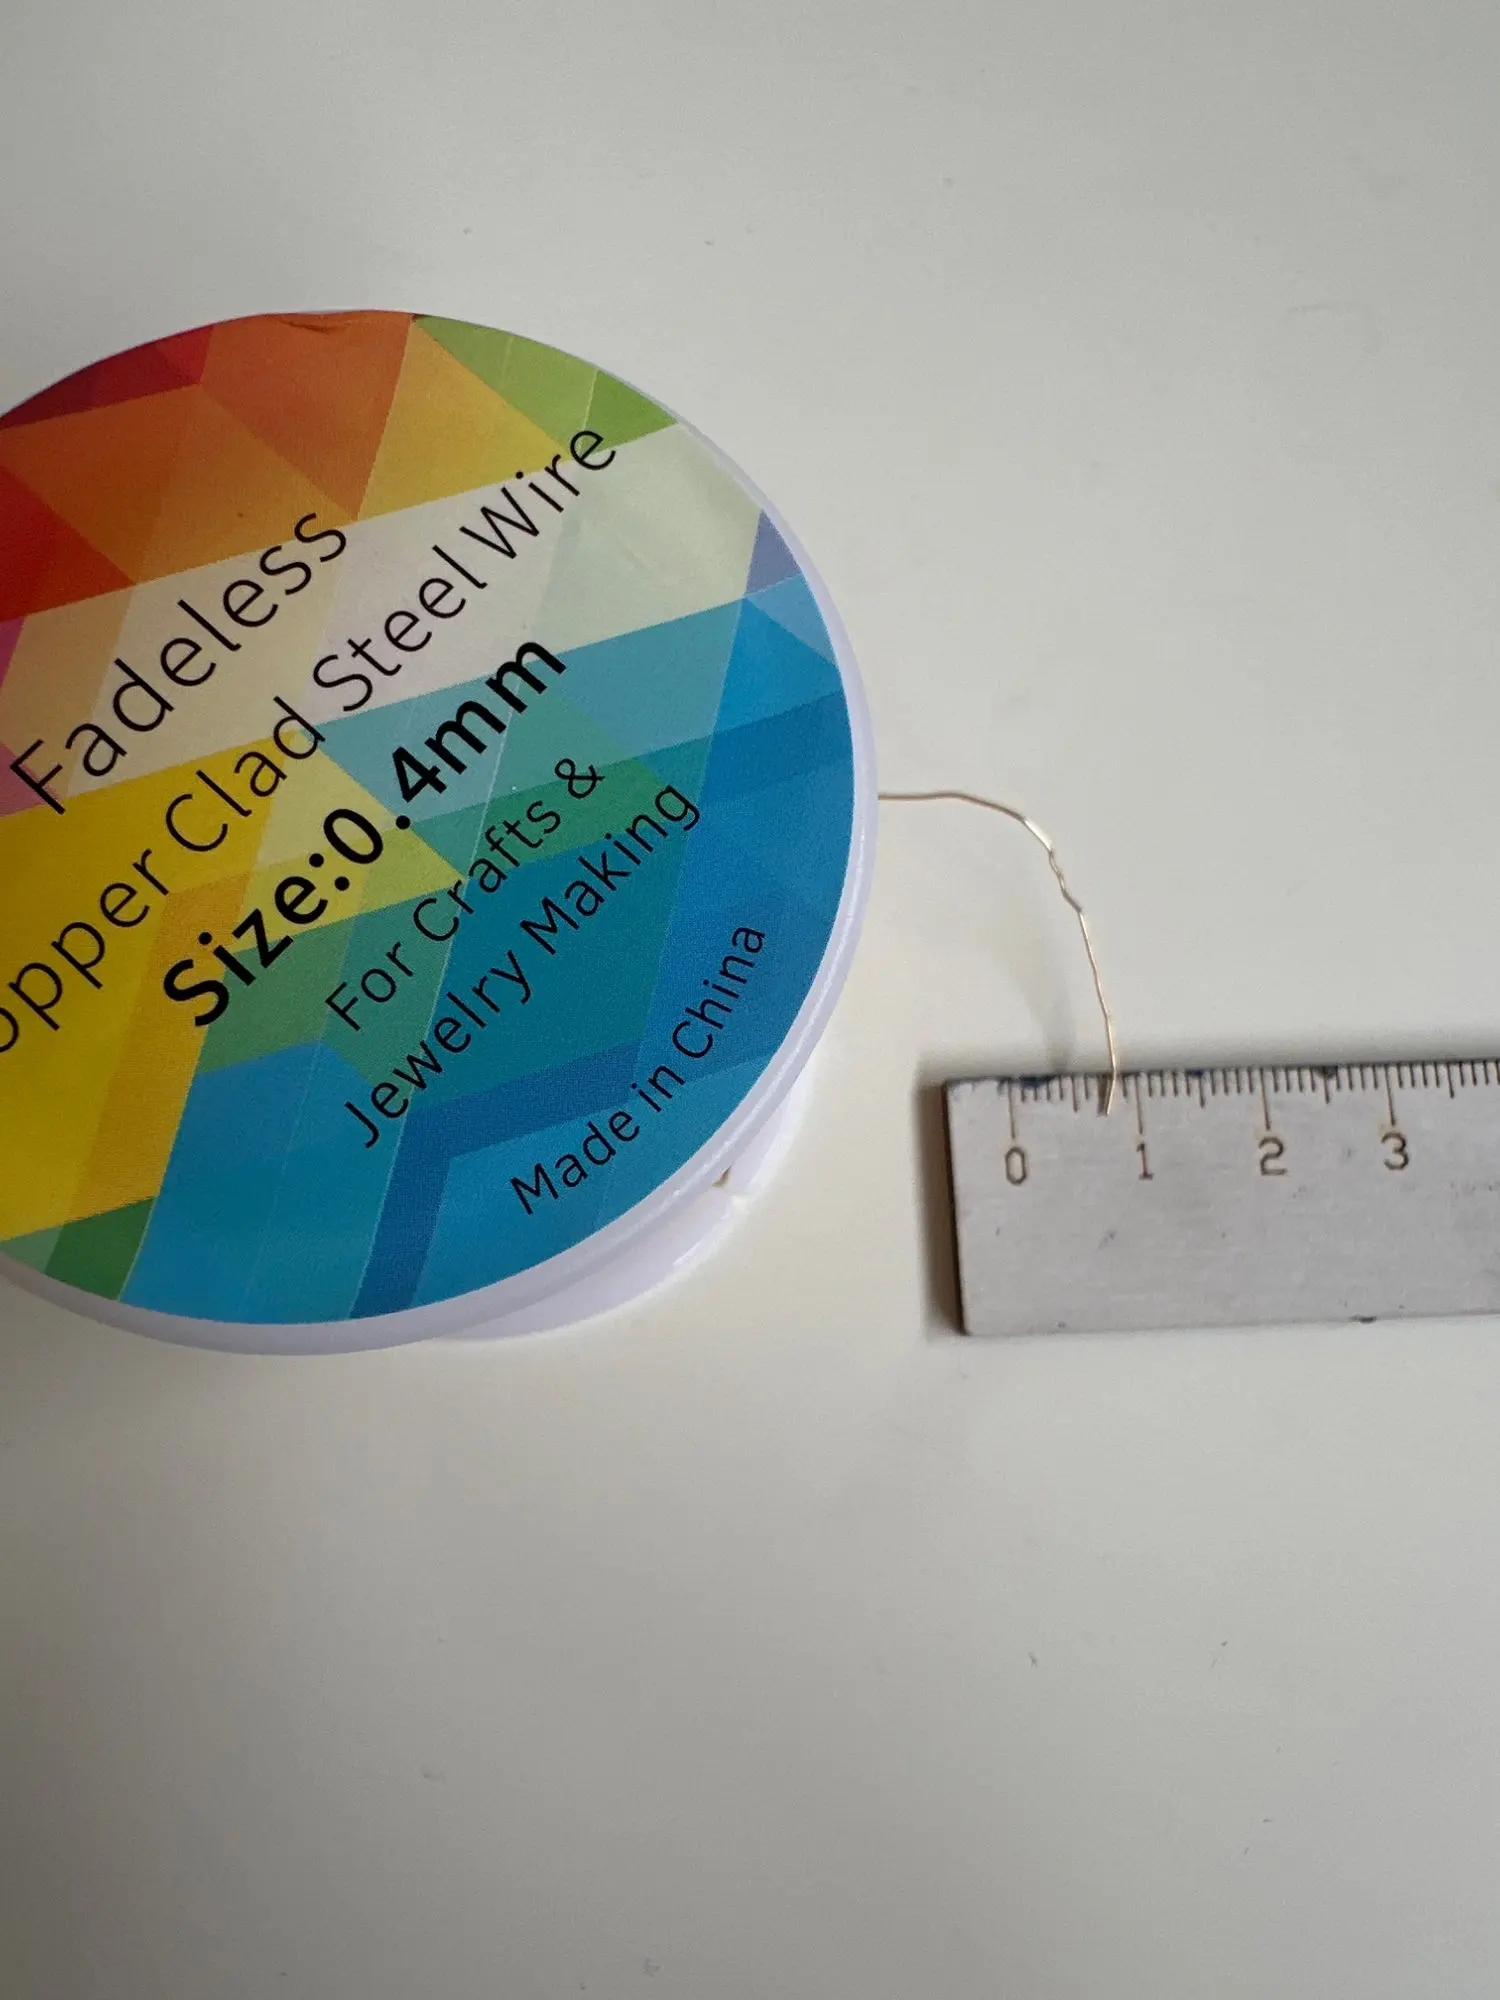 Fadeless
opper Clad Steel Wire
Size:0.4mm
For Crafts &
Jewelry Making
Made in China
0 1 2 3